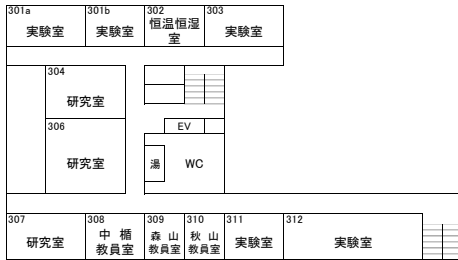 301a
実験室
301b
実験室
302
恒温恒湿
室
303
実験室
304
研究室
306
研究室
EV
湯
WC
307
研究室
308
中 楯
教員室
309
森 山
教員室
310
秋 山
教員室
311
実験室
312
実験室